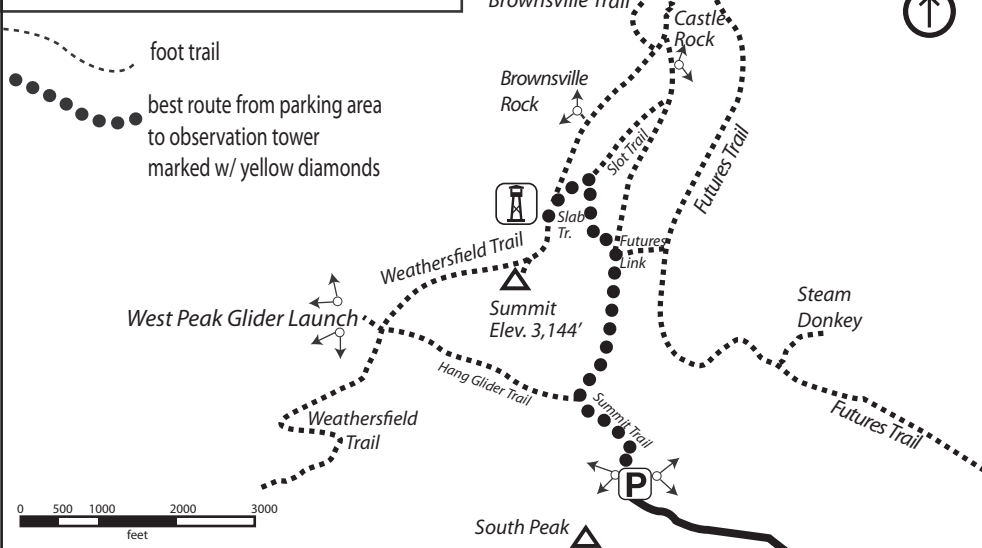 Brownsville Trail
Castle
Rock
foot trail
Brownsville
Rock
best route from parking area
to observation tower
marked w/ yellow diamonds
Slot Trail
Futures Trail
Slab
Tr.
Futures
Link
Weathersfield Trail
Summit
Elev. 3,144'
Steam
Donkey
West Peak Glider Launch
Hang Glider Trail
Summit Trail
Futures Trail
Weathersfield
Trail
P
0 500 1000 2000 3000
feet
South Peak